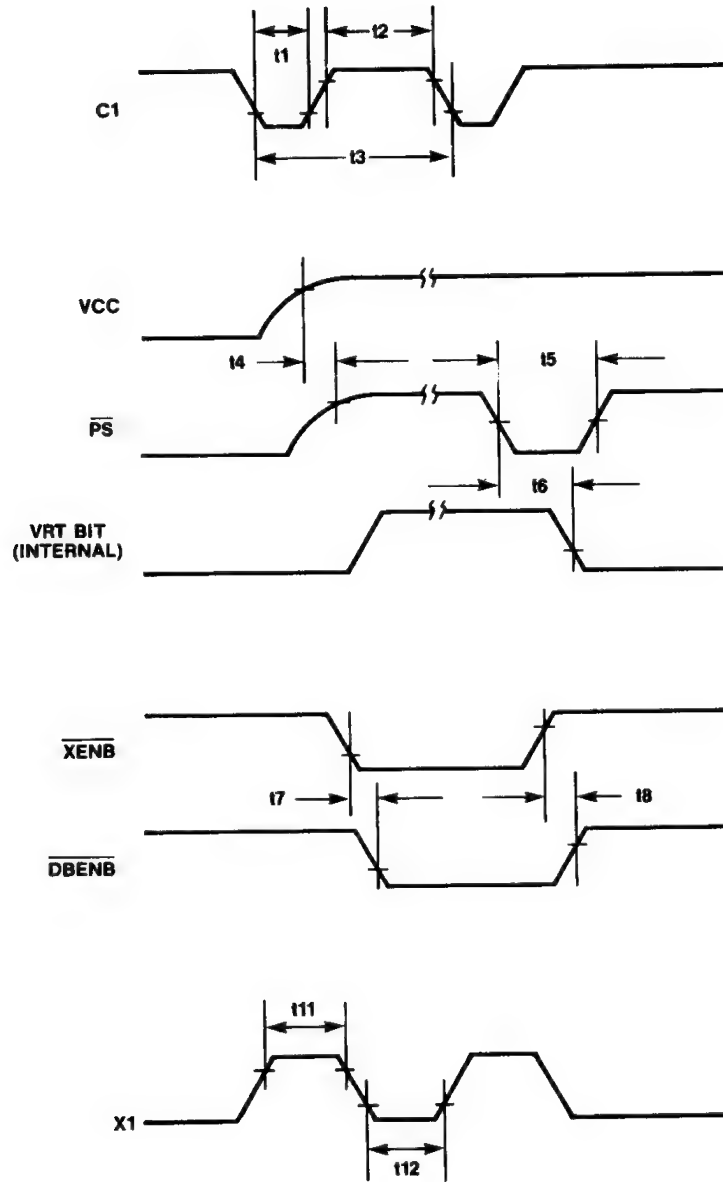 t1
t2
C1
t3
VCC
t4
t5
PS
t6
VRT BIT
(INTERNAL)
XENB
t7
t8
DBENB
t11
X1
t12